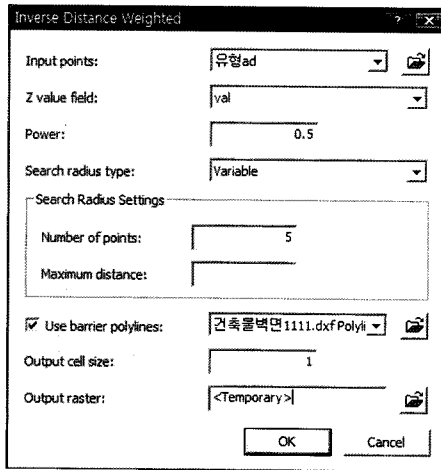 Inverse Distance Weighted
Input points: 유형ad
Z value field: val
Power: 0.5
Search radius type: Variable
Search Radius Settings
Number of points: 5
Maximum distance:
Use barrier polylines: 건축물벽면1111.dxf Polyli
Output cell size: 1
Output raster: <Temporary>
OK Cancel